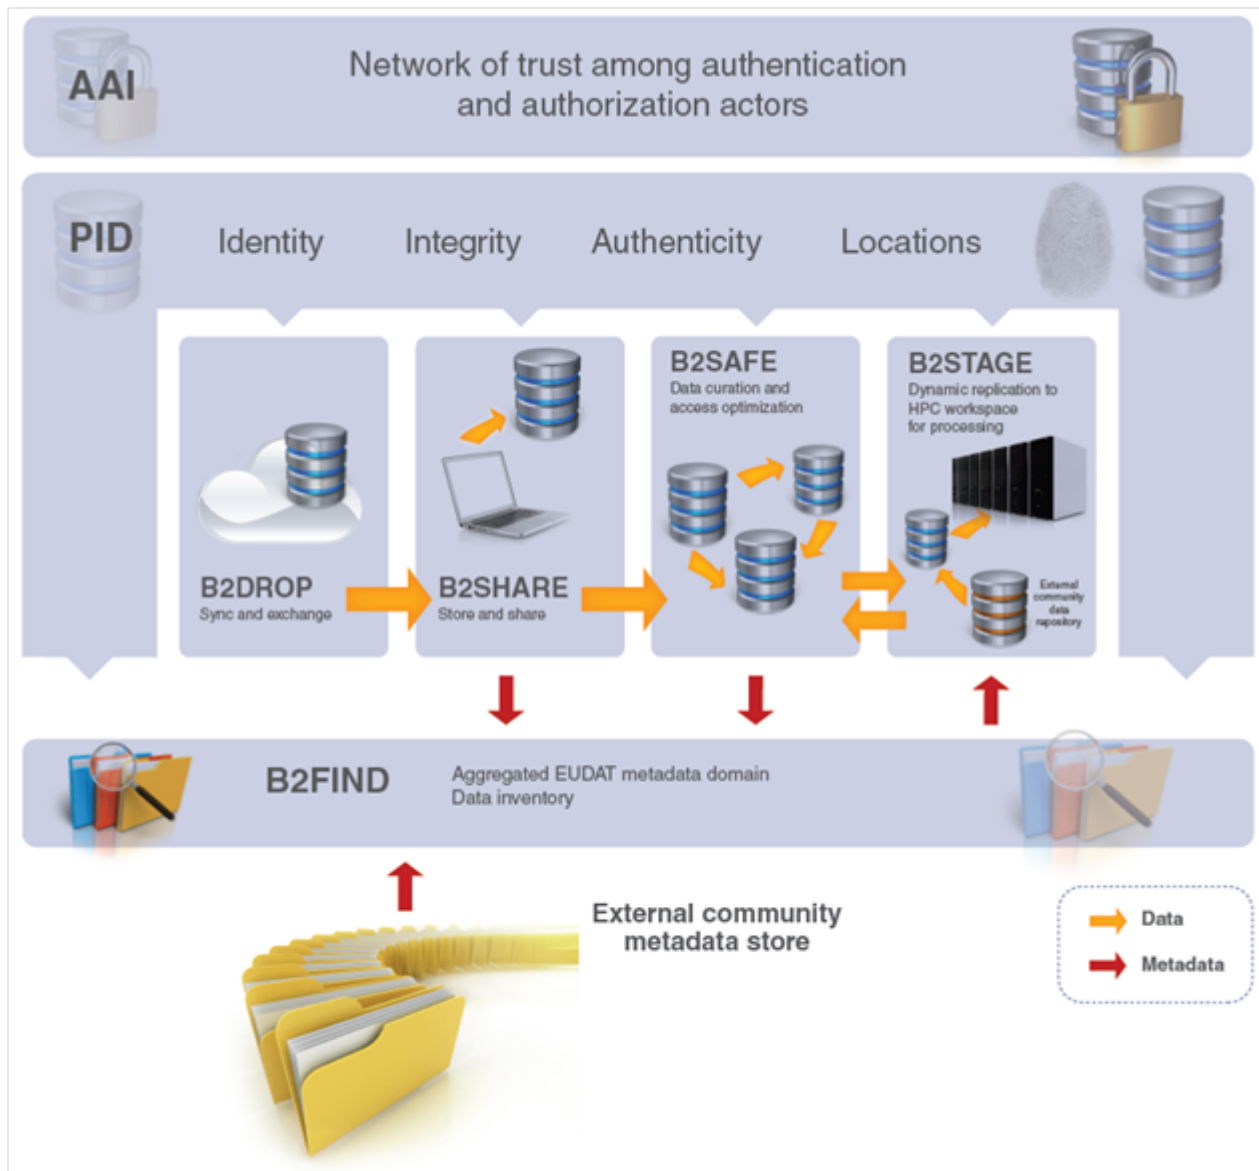 AAI
Network of trust among authentication
and authorization actors
PID
Identity
Integrity
Authenticity
Locations
B2DROP
Sync and exchange
B2SHARE
Store and share
B2SAFE
Data curation and
access optimization
B2STAGE
Dynamic replication to
HPC workspace
for processing
External
community
data
repository
B2FIND
Aggregated EUDAT metadata domain
Data inventory
External community
metadata store
Data
Metadata